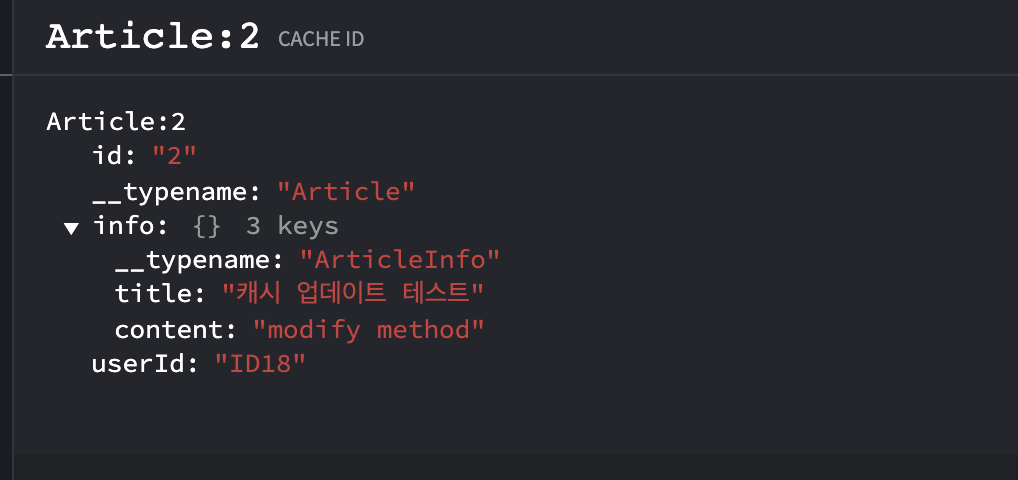 Article:2 CACHE ID
Article:2
id: "2"
__typename: "Article"
▼ info: {} 3 keys
__typename: "ArticleInfo"
title: "캐시 업데이트 테스트"
content: "modify method"
userId: "ID18"